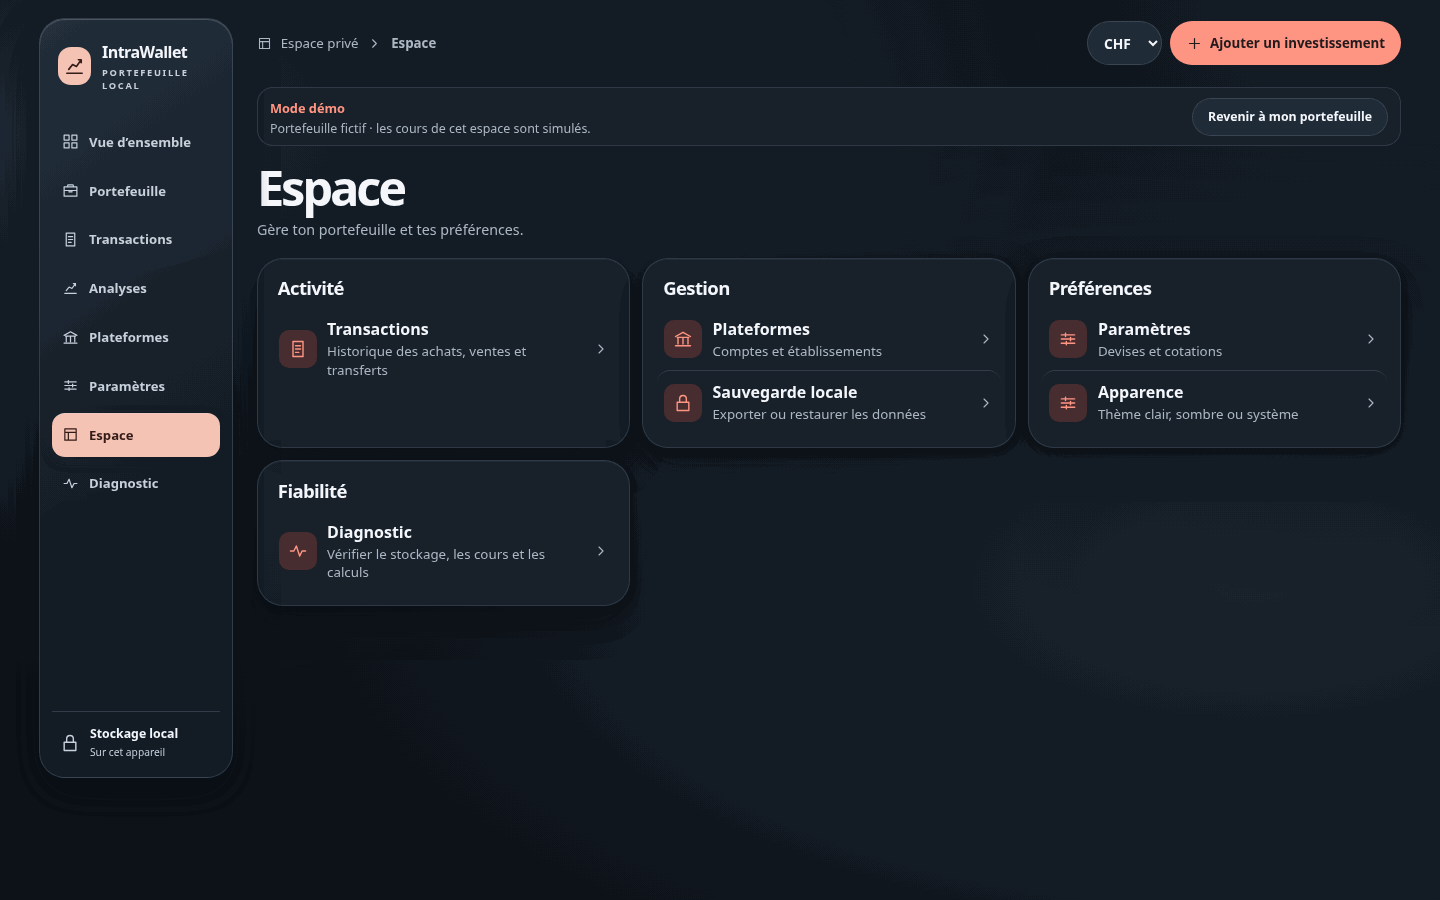 IntraWallet
PORTEFEUILLE
LOCAL
Vue d'ensemble
Portefeuille
Transactions
Analyses
Plateformes
Paramètres
Espace
Diagnostic
Stockage local
Sur cet appareil
Espace privé
Espace
CHF
Ajouter un investissement
Mode démo
Portefeuille fictif · les cours de cet espace sont simulés.
Revenir à mon portefeuille
Espace
Gère ton portefeuille et tes préférences.
Activité
Transactions
Historique des achats, ventes et
transferts
Gestion
Plateformes
Comptes et établissements
Sauvegarde locale
Exporter ou restaurer les données
Préférences
Paramètres
Devises et cotations
Apparence
Thème clair, sombre ou système
Fiabilité
Diagnostic
Vérifier le stockage, les cours et les
calculs